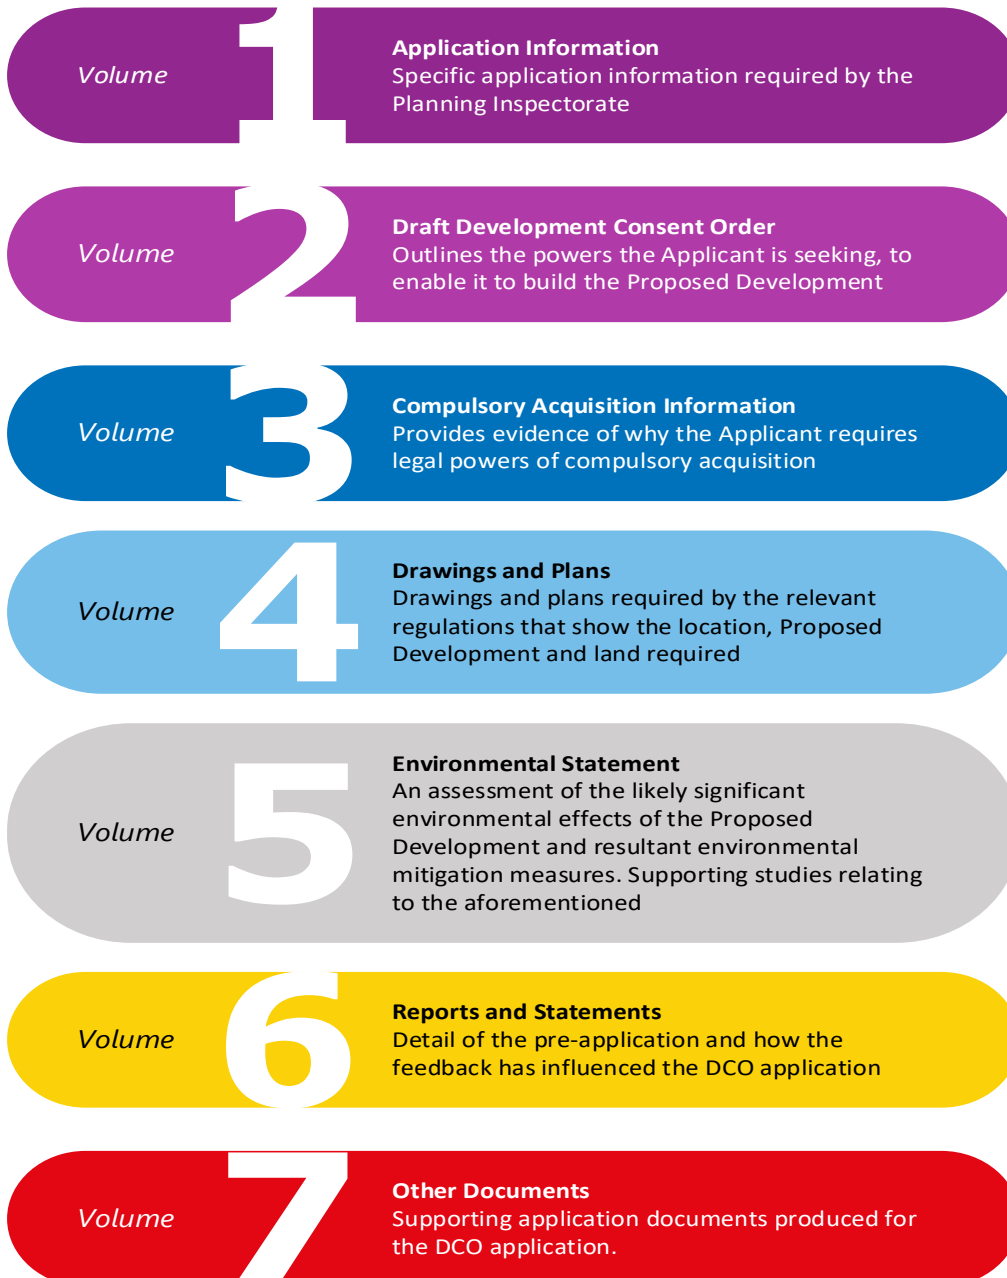 Volume 1
Application Information
Specific application information required by the
Planning Inspectorate
Volume 2
Draft Development Consent Order
Outlines the powers the Applicant is seeking, to
enable it to build the Proposed Development
Volume 3
Compulsory Acquisition Information
Provides evidence of why the Applicant requires
legal powers of compulsory acquisition
Volume 4
Drawings and Plans
Drawings and plans required by the relevant
regulations that show the location, Proposed
Development and land required
Volume 5
Environmental Statement
An assessment of the likely significant
environmental effects of the Proposed
Development and resultant environmental
mitigation measures. Supporting studies relating
to the aforementioned
Volume 6
Reports and Statements
Detail of the pre-application and how the
feedback has influenced the DCO application
Volume 7
Other Documents
Supporting application documents produced for
the DCO application.